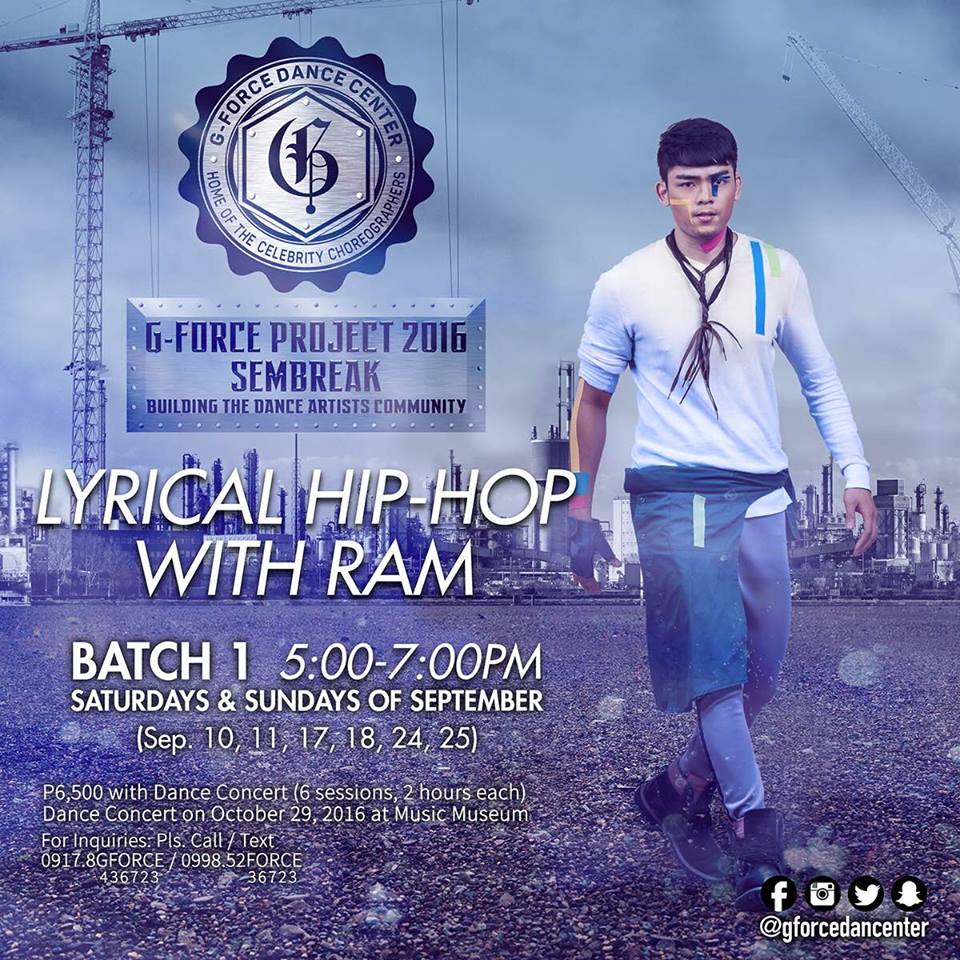 G-FORCE DANCE CENTER
HOME OF THE CELEBRITY CHOREOGRAPHERS
G
G-FORCE PROJECT 2016
SEMBREAK
BUILDING THE DANCE ARTISTS COMMUNITY
LYRICAL HIP-HOP
WITH RAM
BATCH 1 5:00-7:00PM
SATURDAYS & SUNDAYS OF SEPTEMBER
(Sep. 10, 11, 17, 18, 24, 25)
P6,500 with Dance Concert (6 sessions, 2 hours each)
Dance Concert on October 29, 2016 at Music Museum
For Inquiries: Pls. Call / Text
0917.8GFORCE / 0998.52FORCE
436723 36723
@gforcedancenter